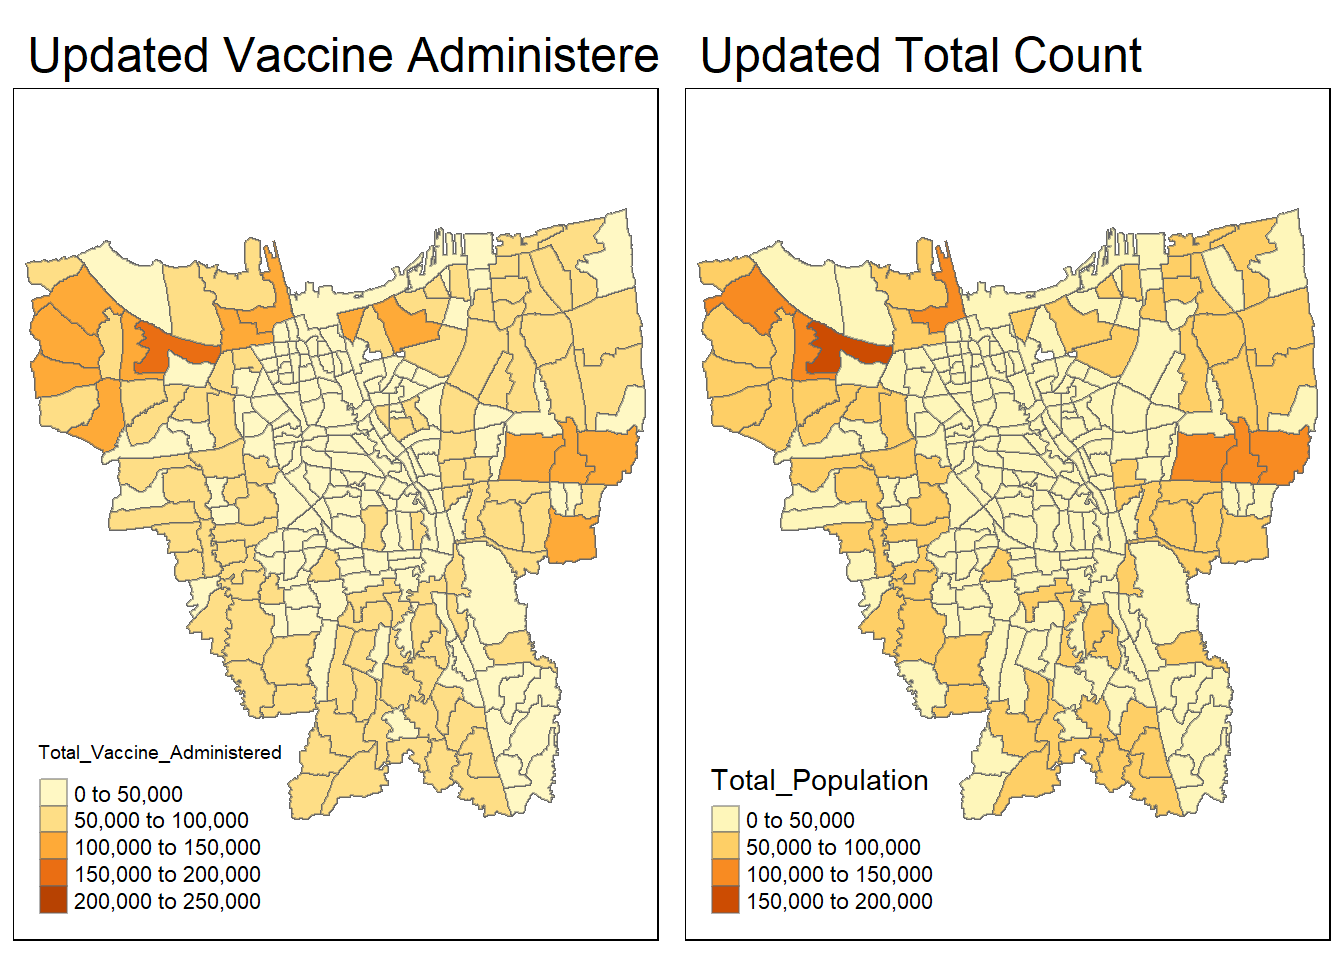 Updated Vaccine Administere
Updated Total Count
Total_Vaccine_Administered
0 to 50,000
50,000 to 100,000
100,000 to 150,000
150,000 to 200,000
200,000 to 250,000
Total_Population
0 to 50,000
50,000 to 100,000
100,000 to 150,000
150,000 to 200,000